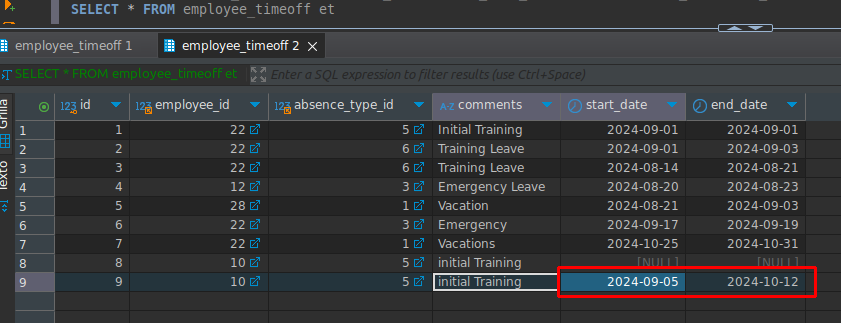 SELECT * FROM employee_timeoff et
employee_timeoff 1 employee_timeoff 2
SELECT * FROM employee_timeoff et Enter a SQL expression to filter results (use Ctrl+Space)
Grilla
Texto
123 id 123 employee_id 123 absence_type_id A-Z comments start_date end_date
1 1 22 5 Initial Training 2024-09-01 2024-09-01
2 2 22 6 Training Leave 2024-09-01 2024-09-03
3 3 22 6 Training Leave 2024-08-14 2024-08-21
4 4 12 3 Emergency Leave 2024-08-20 2024-08-23
5 5 28 1 Vacation 2024-08-21 2024-09-03
6 6 22 3 Emergency 2024-09-17 2024-09-19
7 7 22 1 Vacations 2024-10-25 2024-10-31
8 8 10 5 initial Training [NULL] [NULL]
9 9 10 5 initial Training 2024-09-05 2024-10-12